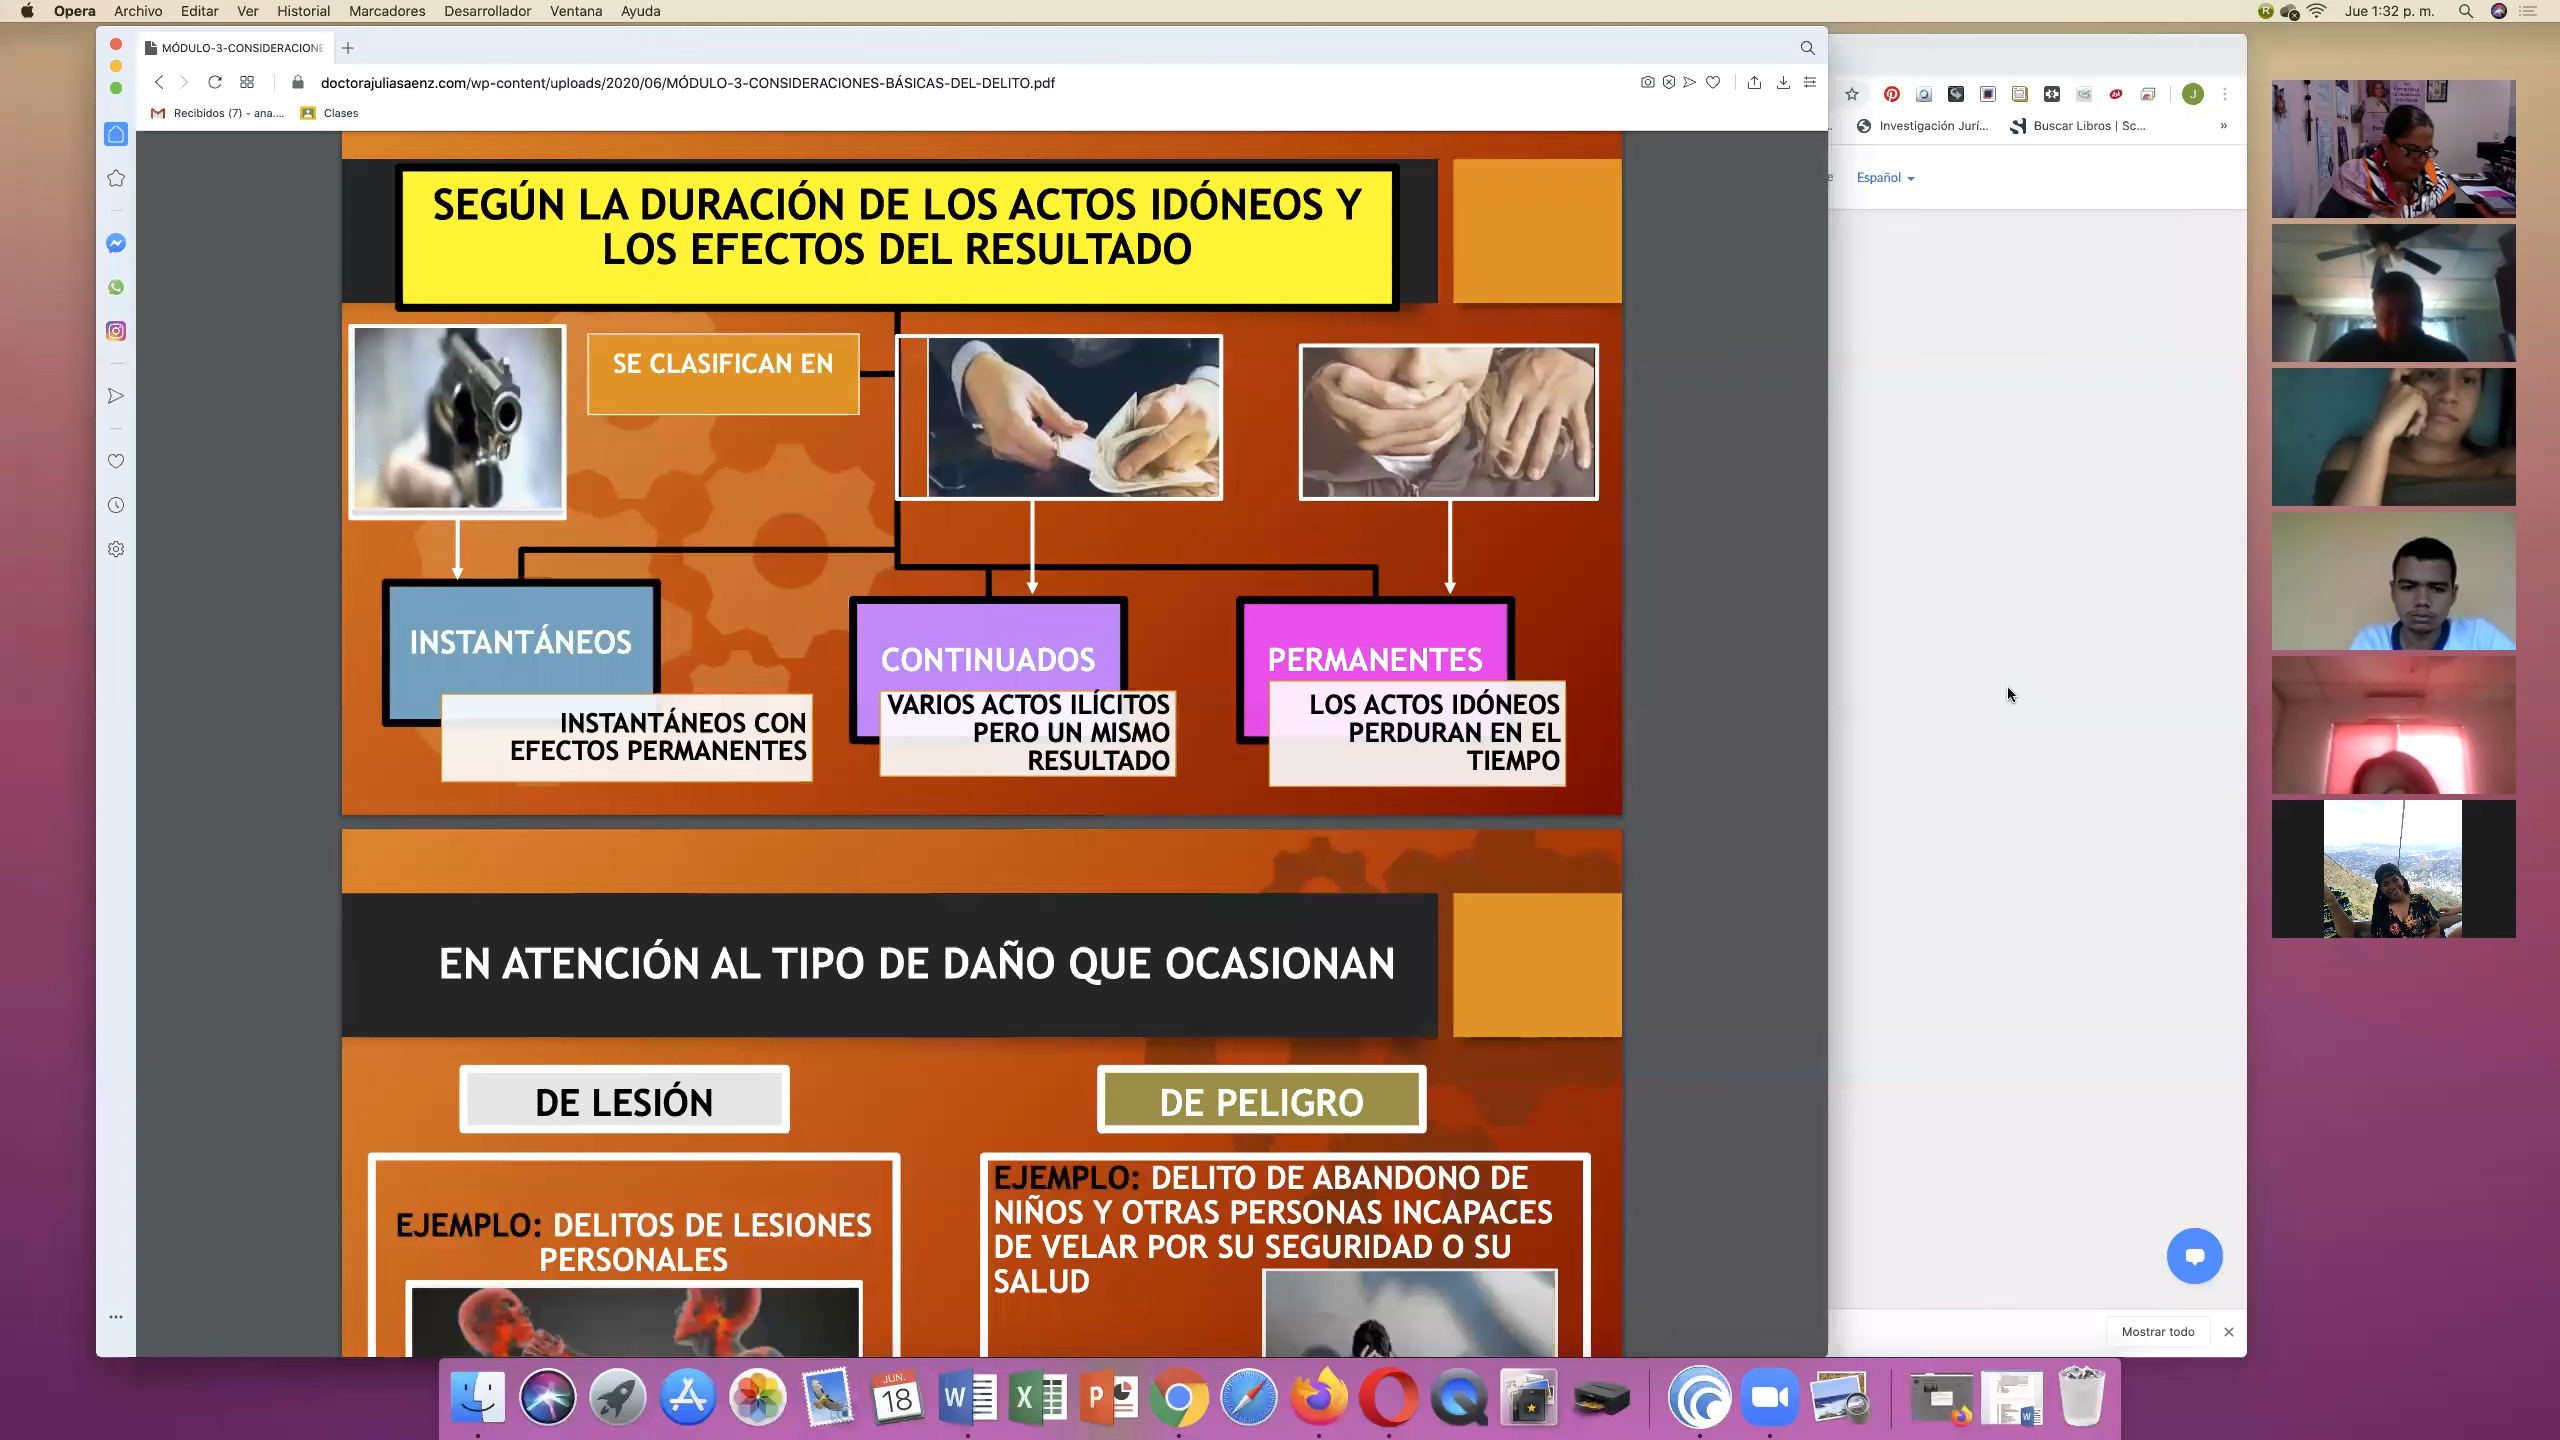 Opera Archivo Editar Ver Historial Marcadores Desarrollador Ventana Ayuda
Jue 1:32 p. m.
MÓDULO-3-CONSIDERACIONE
doctorajuliasaenz.com/wp-content/uploads/2020/06/MÓDULO-3-CONSIDERACIONES-BÁSICAS-DEL-DELITO.pdf
Recibidos (7) - ana.... Clases
J
Investigación Jurí... Buscar Libros | Sc... »
Español
SEGÚN LA DURACIÓN DE LOS ACTOS IDÓNEOS Y
LOS EFECTOS DEL RESULTADO
SE CLASIFICAN EN
INSTANTÁNEOS
INSTANTÁNEOS CON
EFECTOS PERMANENTES
CONTINUADOS
VARIOS ACTOS ILÍCITOS
PERO UN MISMO
RESULTADO
PERMANENTES
LOS ACTOS IDÓNEOS
PERDURAN EN EL
TIEMPO
EN ATENCIÓN AL TIPO DE DAÑO QUE OCASIONAN
DE LESIÓN
EJEMPLO: DELITOS DE LESIONES
PERSONALES
DE PELIGRO
EJEMPLO: DELITO DE ABANDONO DE
NIÑOS Y OTRAS PERSONAS INCAPACES
DE VELAR POR SU SEGURIDAD O SU
SALUD
Mostrar todo
JUN.
18